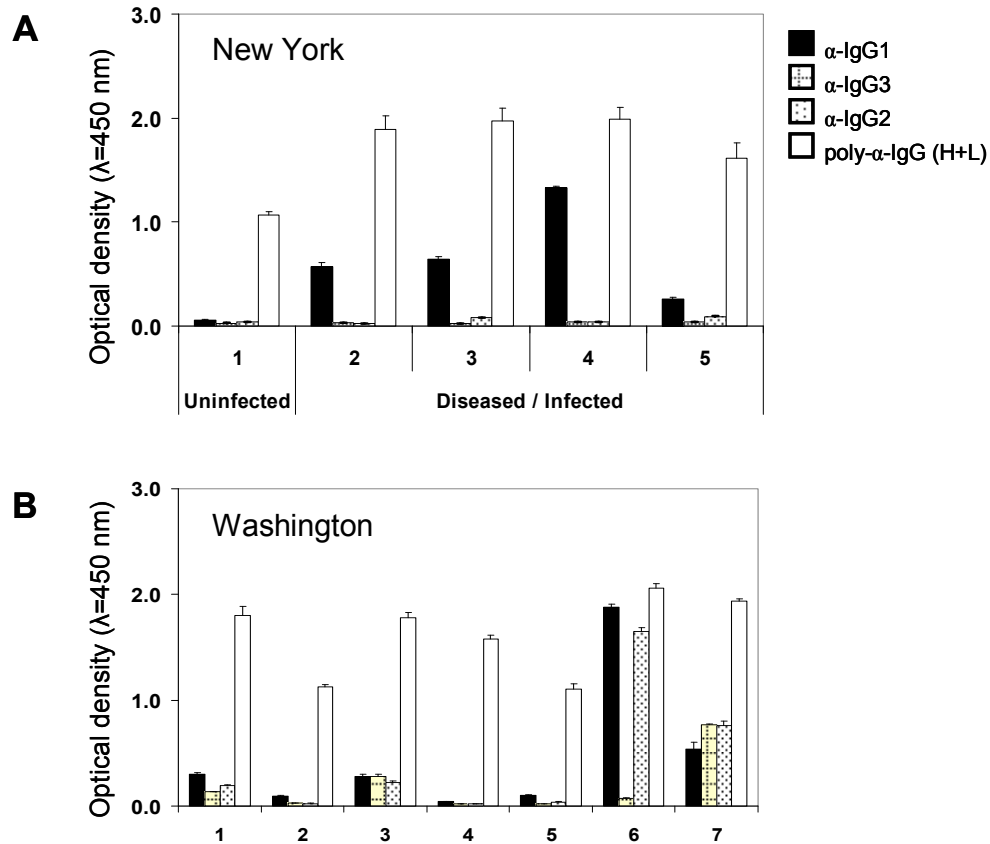 A
New York
Optical density (λ=450 nm)
3.0
2.0
1.0
0.0
1
2
3
4
5
Uninfected
Diseased / Infected
α-IgG1
α-IgG3
α-IgG2
poly-α-IgG (H+L)
B
Washington
Optical density (λ=450 nm)
3.0
2.0
1.0
0.0
1
2
3
4
5
6
7